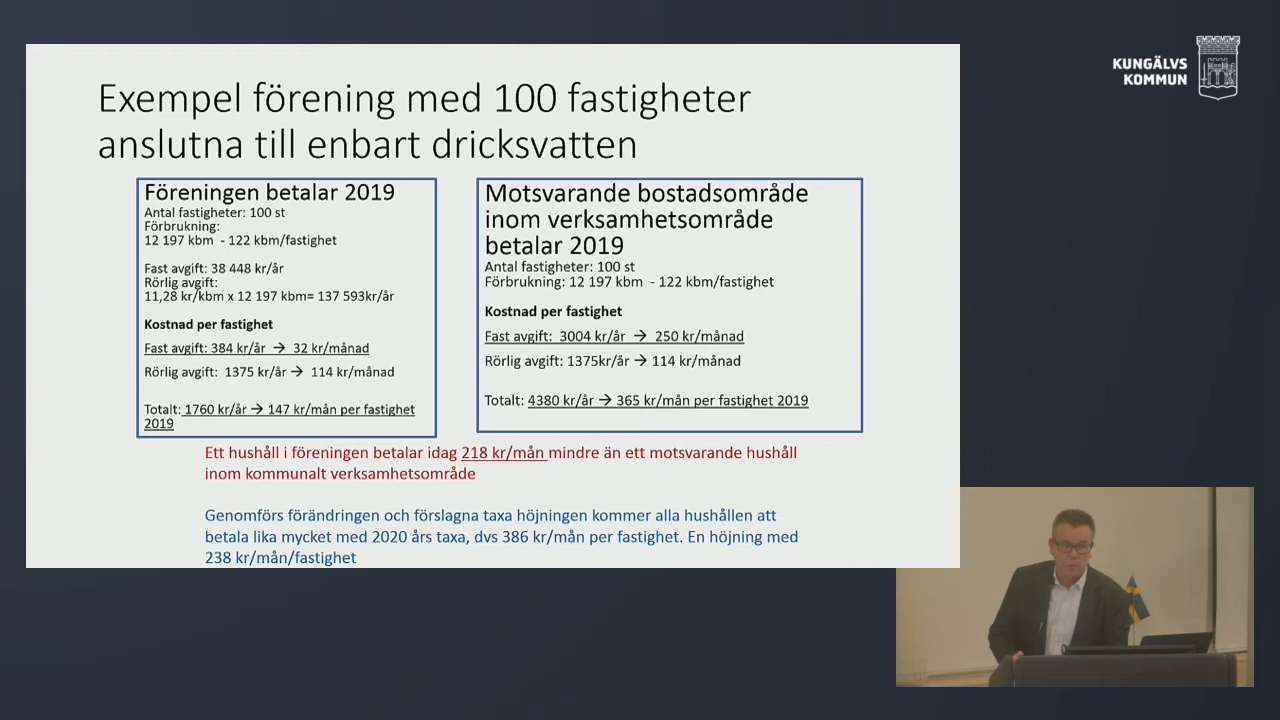 KUNGÄLVS
KOMMUN
Exempel förening med 100 fastigheter
anslutna till enbart dricksvatten
Föreningen betalar 2019
Antal fastigheter: 100 st
Förbrukning:
12 197 kbm - 122 kbm/fastighet
Fast avgift: 38 448 kr/år
Rörlig avgift:
11,28 kr/kbm x 12 197 kbm= 137 593kr/år
Kostnad per fastighet
Fast avgift: 384 kr/år → 32 kr/månad
Rörlig avgift: 1375 kr/år → 114 kr/månad
Totalt: 1760 kr/år → 147 kr/mån per fastighet
2019
Motsvarande bostadsområde
inom verksamhetsområde
betalar 2019
Antal fastigheter: 100 st
Förbrukning: 12 197 kbm - 122 kbm/fastighet
Kostnad per fastighet
Fast avgift: 3004 kr/år → 250 kr/månad
Rörlig avgift: 1375kr/år → 114 kr/månad
Totalt: 4380 kr/år → 365 kr/mån per fastighet 2019
Ett hushåll i föreningen betalar idag 218 kr/mån mindre än ett motsvarande hushåll
inom kommunalt verksamhetsområde
Genomförs förändringen och förslagna taxa höjningen kommer alla hushållen att
betala lika mycket med 2020 års taxa, dvs 386 kr/mån per fastighet. En höjning med
238 kr/mån/fastighet